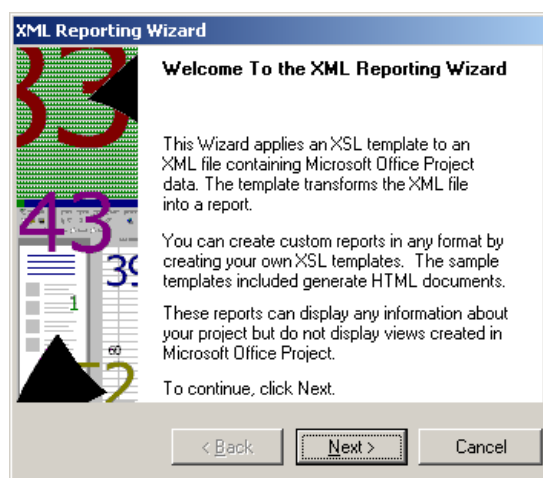 XML Reporting Wizard
Welcome To the XML Reporting Wizard
This Wizard applies an XSL template to an
XML file containing Microsoft Office Project
data. The template transforms the XML file
into a report.
You can create custom reports in any format by
creating your own XSL templates.  The sample
templates included generate HTML documents.
These reports can display any information about
your project but do not display views created in
Microsoft Office Project.
To continue, click Next.
33
43
39
1
60
52
< Back
Next >
Cancel